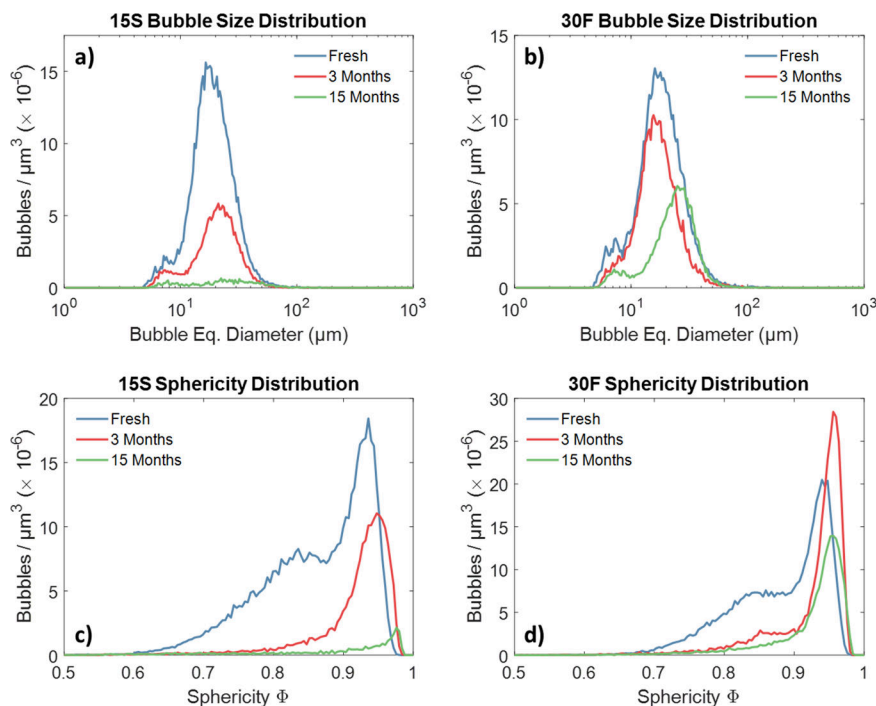 15S Bubble Size Distribution
a)
Fresh
3 Months
15 Months
15
10
5
0
Bubbles / μm³ (× 10⁻⁶)
10⁰ 10¹ 10² 10³
Bubble Eq. Diameter (μm)
30F Bubble Size Distribution
b)
Fresh
3 Months
15 Months
15
10
5
0
Bubbles / μm³ (× 10⁻⁶)
10⁰ 10¹ 10² 10³
Bubble Eq. Diameter (μm)
15S Sphericity Distribution
Fresh
3 Months
15 Months
20
15
10
5
0
Bubbles / μm³ (× 10⁻⁶)
c)
0.5 0.6 0.7 0.8 0.9 1
Sphericity Φ
30F Sphericity Distribution
Fresh
3 Months
15 Months
30
25
20
15
10
5
0
Bubbles / μm³ (× 10⁻⁶)
d)
0.5 0.6 0.7 0.8 0.9 1
Sphericity Φ